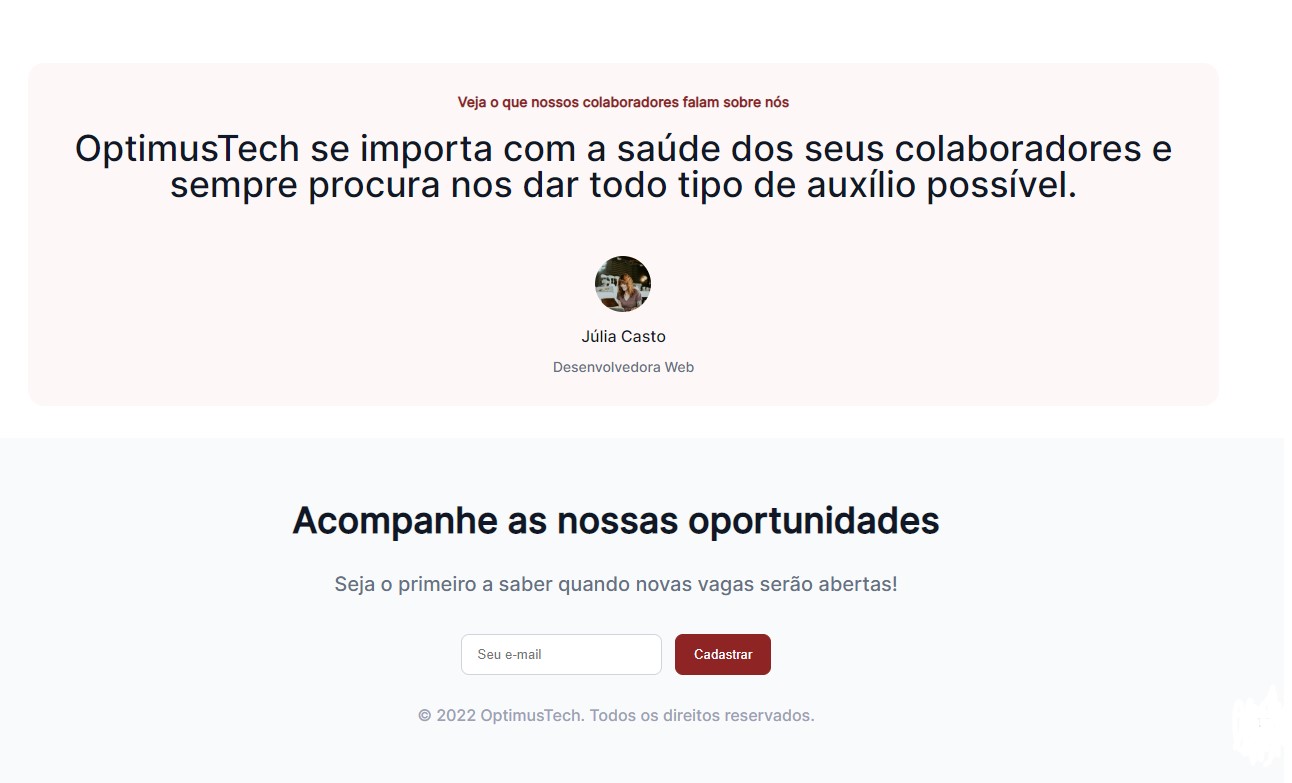 Veja o que nossos colaboradores falam sobre nós
OptimusTech se importa com a saúde dos seus colaboradores e
sempre procura nos dar todo tipo de auxílio possível.
Júlia Casto
Desenvolvedora Web
Acompanhe as nossas oportunidades
Seja o primeiro a saber quando novas vagas serão abertas!
Seu e-mail
Cadastrar
© 2022 OptimusTech. Todos os direitos reservados.